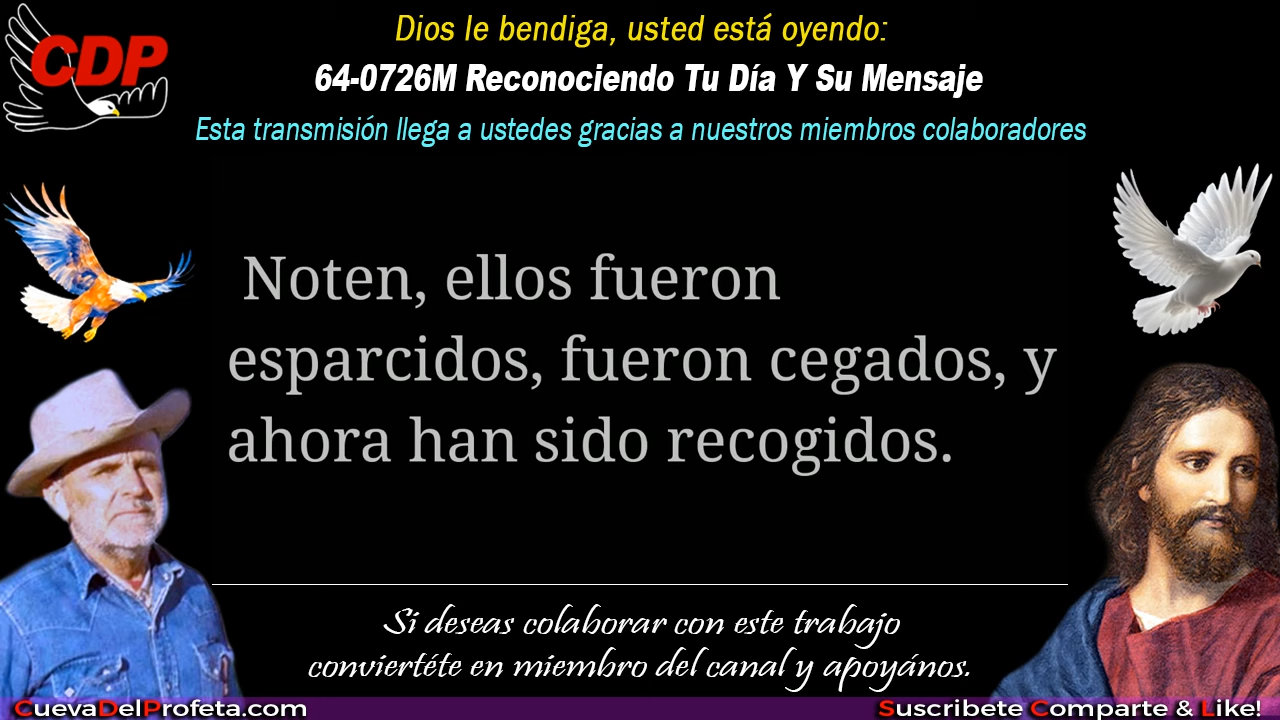 CDP
Dios le bendiga, usted está oyendo:
64-0726M Reconociendo Tu Día Y Su Mensaje
Esta transmisión llega a ustedes gracias a nuestros miembros colaboradores
Noten, ellos fueron
esparcidos, fueron cegados, y
ahora han sido recogidos.
Si deseas colaborar con este trabajo
conviertéte en miembro del canal y apoyános.
CuevaDelProfeta.com
Suscribete Comparte & Like!